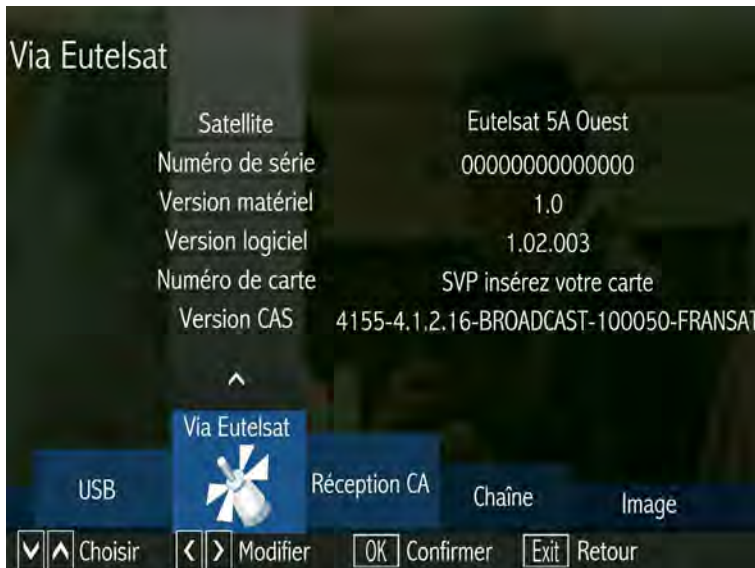 Via Eutelsat
Satellite Eutelsat 5A Ouest
Numéro de série 00000000000000
Version matériel 1.0
Version logiciel 1.02.003
Numéro de carte SVP insérez votre carte
Version CAS 4155-4.1.2.16-BROADCAST-100050-FRANSAT
Via Eutelsat
USB Réception CA Chaîne Image
Choisir Modifier OK Confirmer Exit Retour